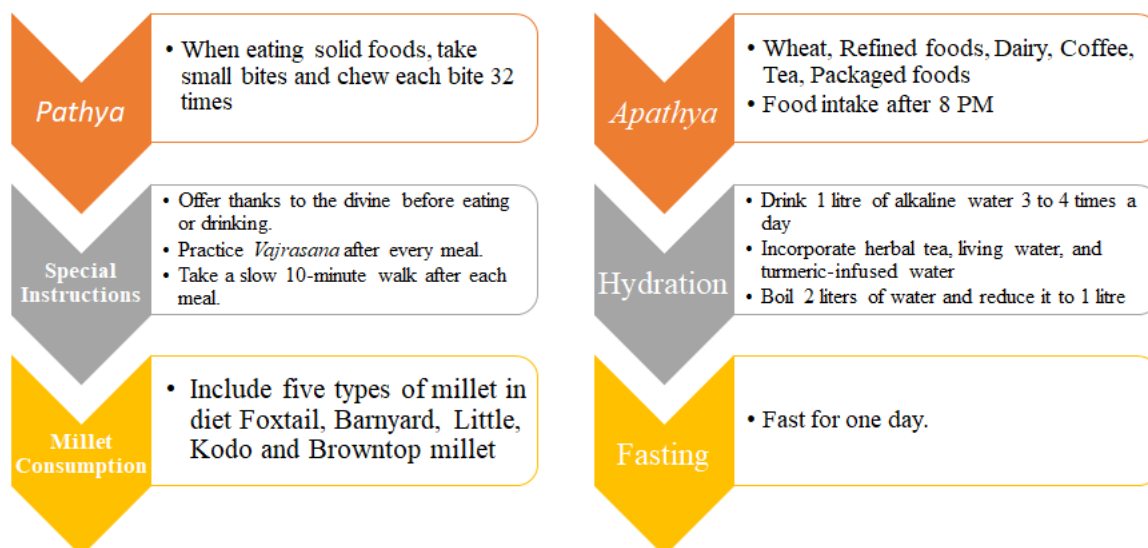 Pathya
• When eating solid foods, take
small bites and chew each bite 32
times
Special
Instructions
• Offer thanks to the divine before eating
or drinking.
• Practice Vajrasana after every meal.
• Take a slow 10-minute walk after each
meal.
Millet
Consumption
• Include five types of millet in
diet Foxtail, Barnyard, Little,
Kodo and Browntop millet
Apathya
• Wheat, Refined foods, Dairy, Coffee,
Tea, Packaged foods
• Food intake after 8 PM
Hydration
• Drink 1 litre of alkaline water 3 to 4 times a
day
• Incorporate herbal tea, living water, and
turmeric-infused water
• Boil 2 liters of water and reduce it to 1 litre
Fasting
• Fast for one day.